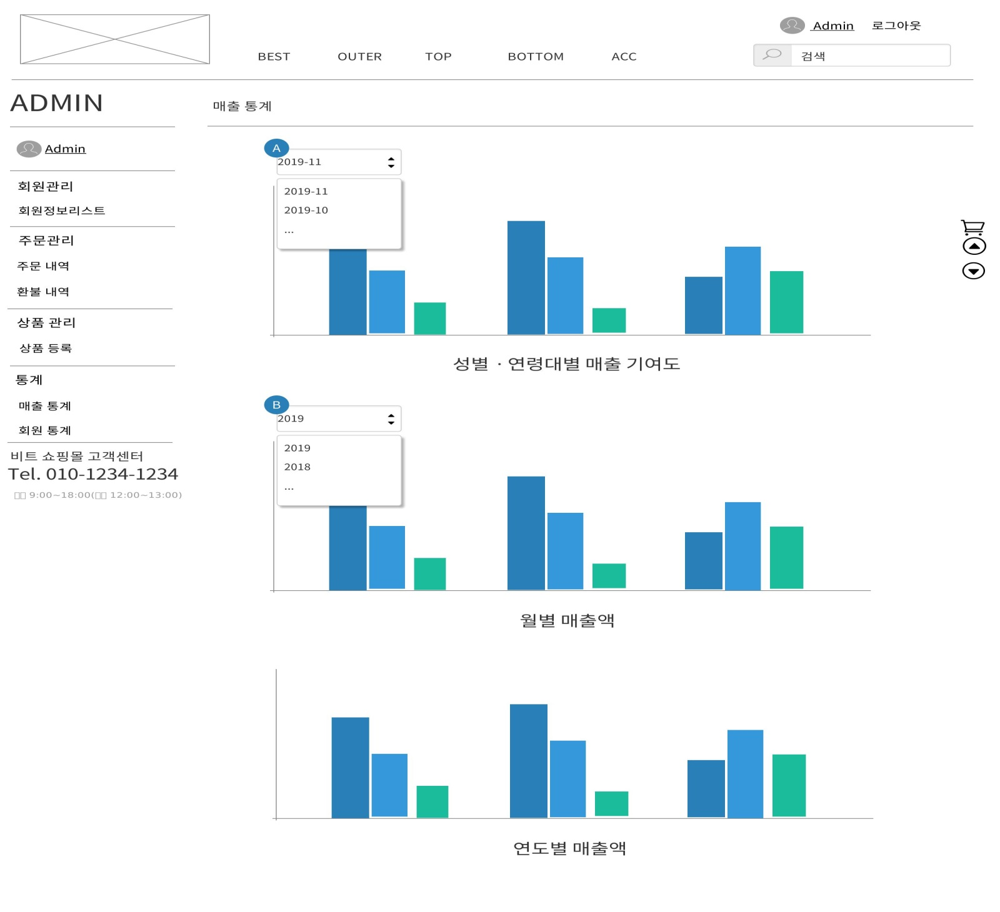 Admin 로그아웃
BEST OUTER TOP BOTTOM ACC 검색
ADMIN
Admin
회원관리
회원정보리스트
주문관리
주문 내역
환불 내역
상품 관리
상품 등록
통계
매출 통계
회원 통계
비트 쇼핑몰 고객센터
Tel. 010-1234-1234
9:00~18:00( 12:00~13:00)
매출 통계
A
2019-11
2019-11
2019-10
...
성별 · 연령대별 매출 기여도
B
2019
2019
2018
...
월별 매출액
연도별 매출액